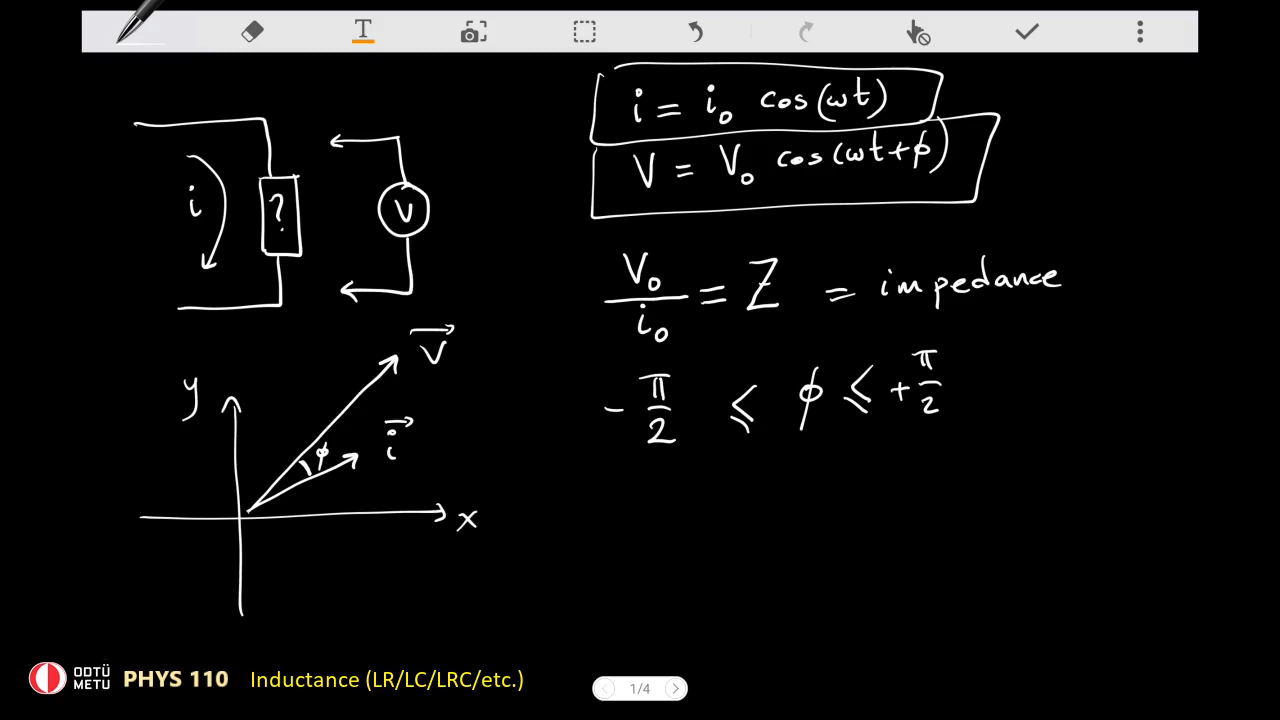 T
i = i₀ cos(ωt)
V = V₀ cos(ωt+ϕ)
i
?
V
V₀/i₀ = Z = impedance
-π/2 ≤ ϕ ≤ +π/2
y
V⃗
i⃗
ϕ
x
ODTÜ
METU
PHYS 110
Inductance (LR/LC/LRC/etc.)
1/4